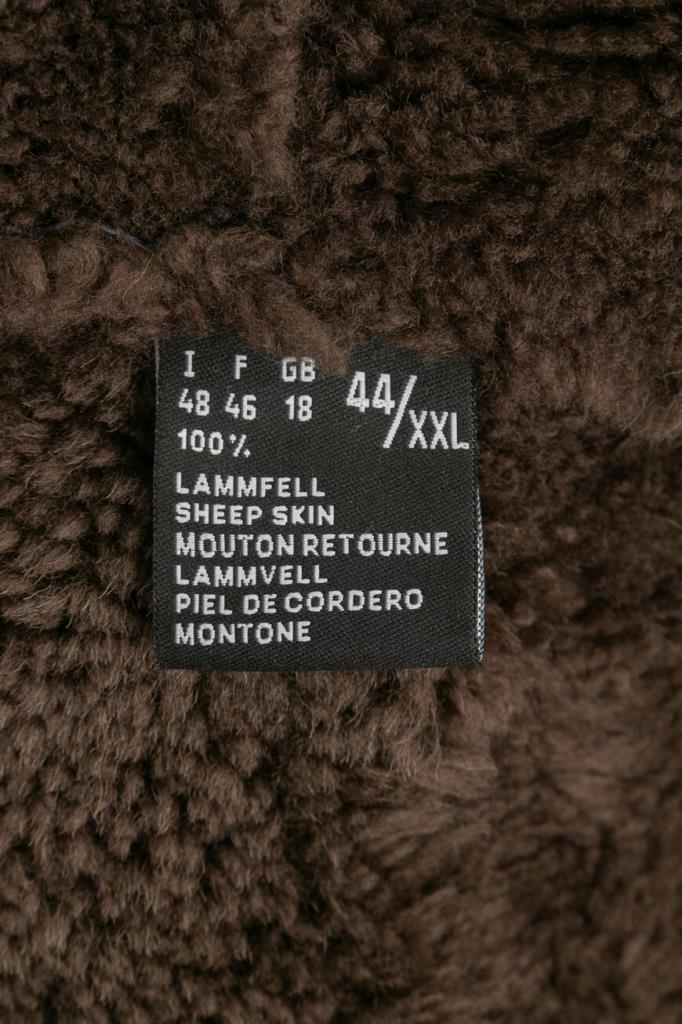 I F GB
48 46 18 44/XXL
100%
LAMMFELL
SHEEP SKIN
MOUTON RETOURNE
LAMMVELL
PIEL DE CORDERO
MONTONE